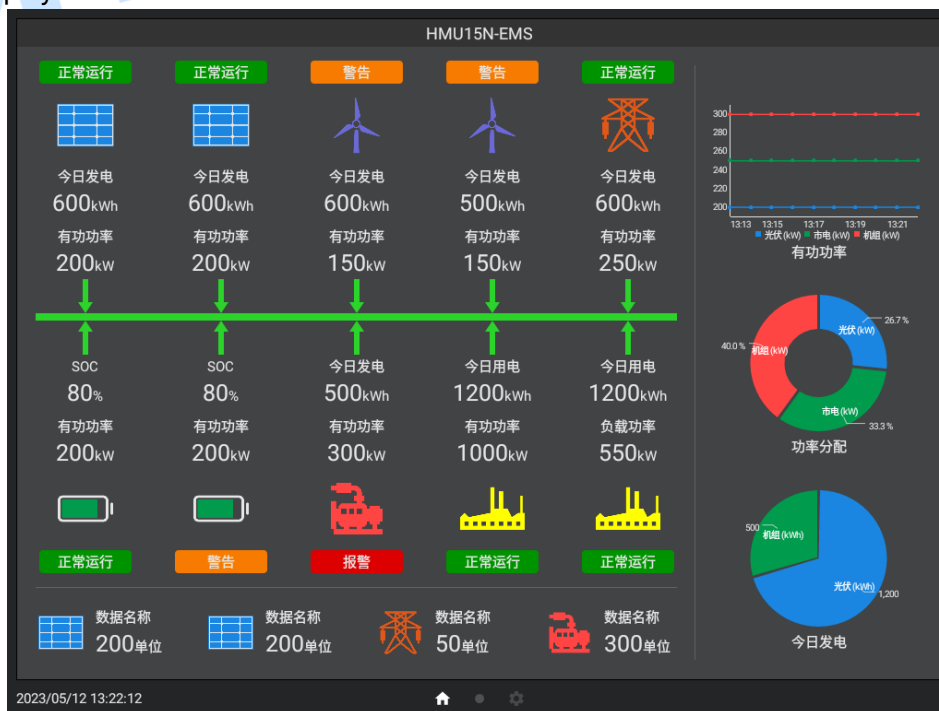 HMU15N-EMS
正常运行 正常运行 警告 警告 正常运行
今日发电 今日发电 今日发电 今日发电 今日发电
600kWh 600kWh 600kWh 500kWh 600kWh
有功功率 有功功率 有功功率 有功功率 有功功率
200kW 200kW 150kW 150kW 250kW
SOC SOC 今日发电 今日用电 今日用电
80% 80% 500kWh 1200kWh 1200kWh
有功功率 有功功率 有功功率 有功功率 负载功率
200kW 200kW 300kW 1000kW 550kW
正常运行 警告 报警 正常运行 正常运行
数据名称 数据名称 数据名称 数据名称
200单位 200单位 50单位 300单位
300
280
260
240
220
200
13:13 13:15 13:17 13:19 13:21
光伏(kW) 市电(kW) 机组(kW)
有功功率
26.7 %
光伏(kW)
40.0 % 机组(kW)
市电(kW)
33.3 %
功率分配
500 机组(kWh)
光伏(kWh) 1,200
今日发电
2023/05/12 13:22:12